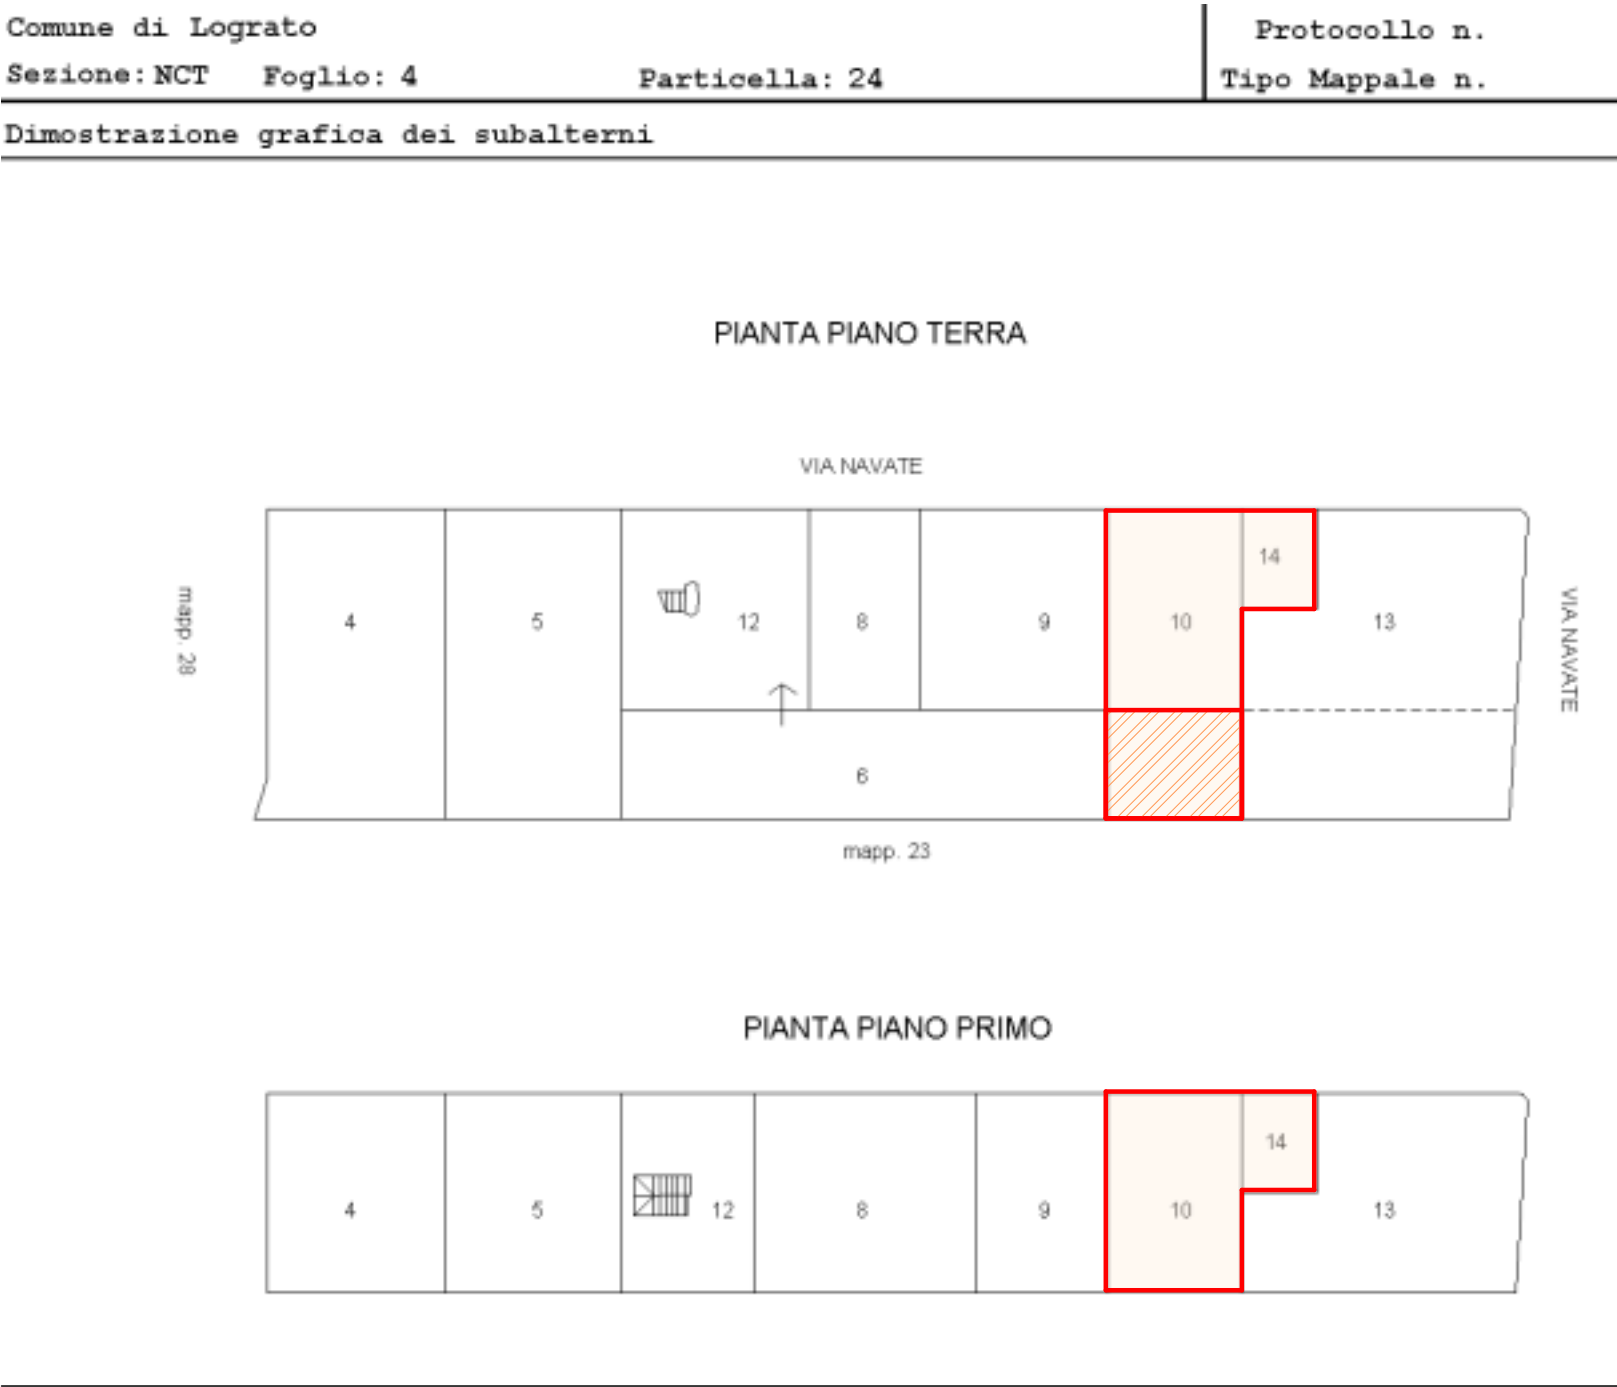 Comune di Lograto
Protocollo n.
Sezione: NCT Foglio: 4 Particella: 24
Tipo Mappale n.
Dimostrazione grafica dei subalterni
PIANTA PIANO TERRA
VIA NAVATE
14
mapp. 28
4 5 12 8 9 10 13
VIA NAVATE
6
mapp. 23
PIANTA PIANO PRIMO
14
4 5 12 8 9 10 13